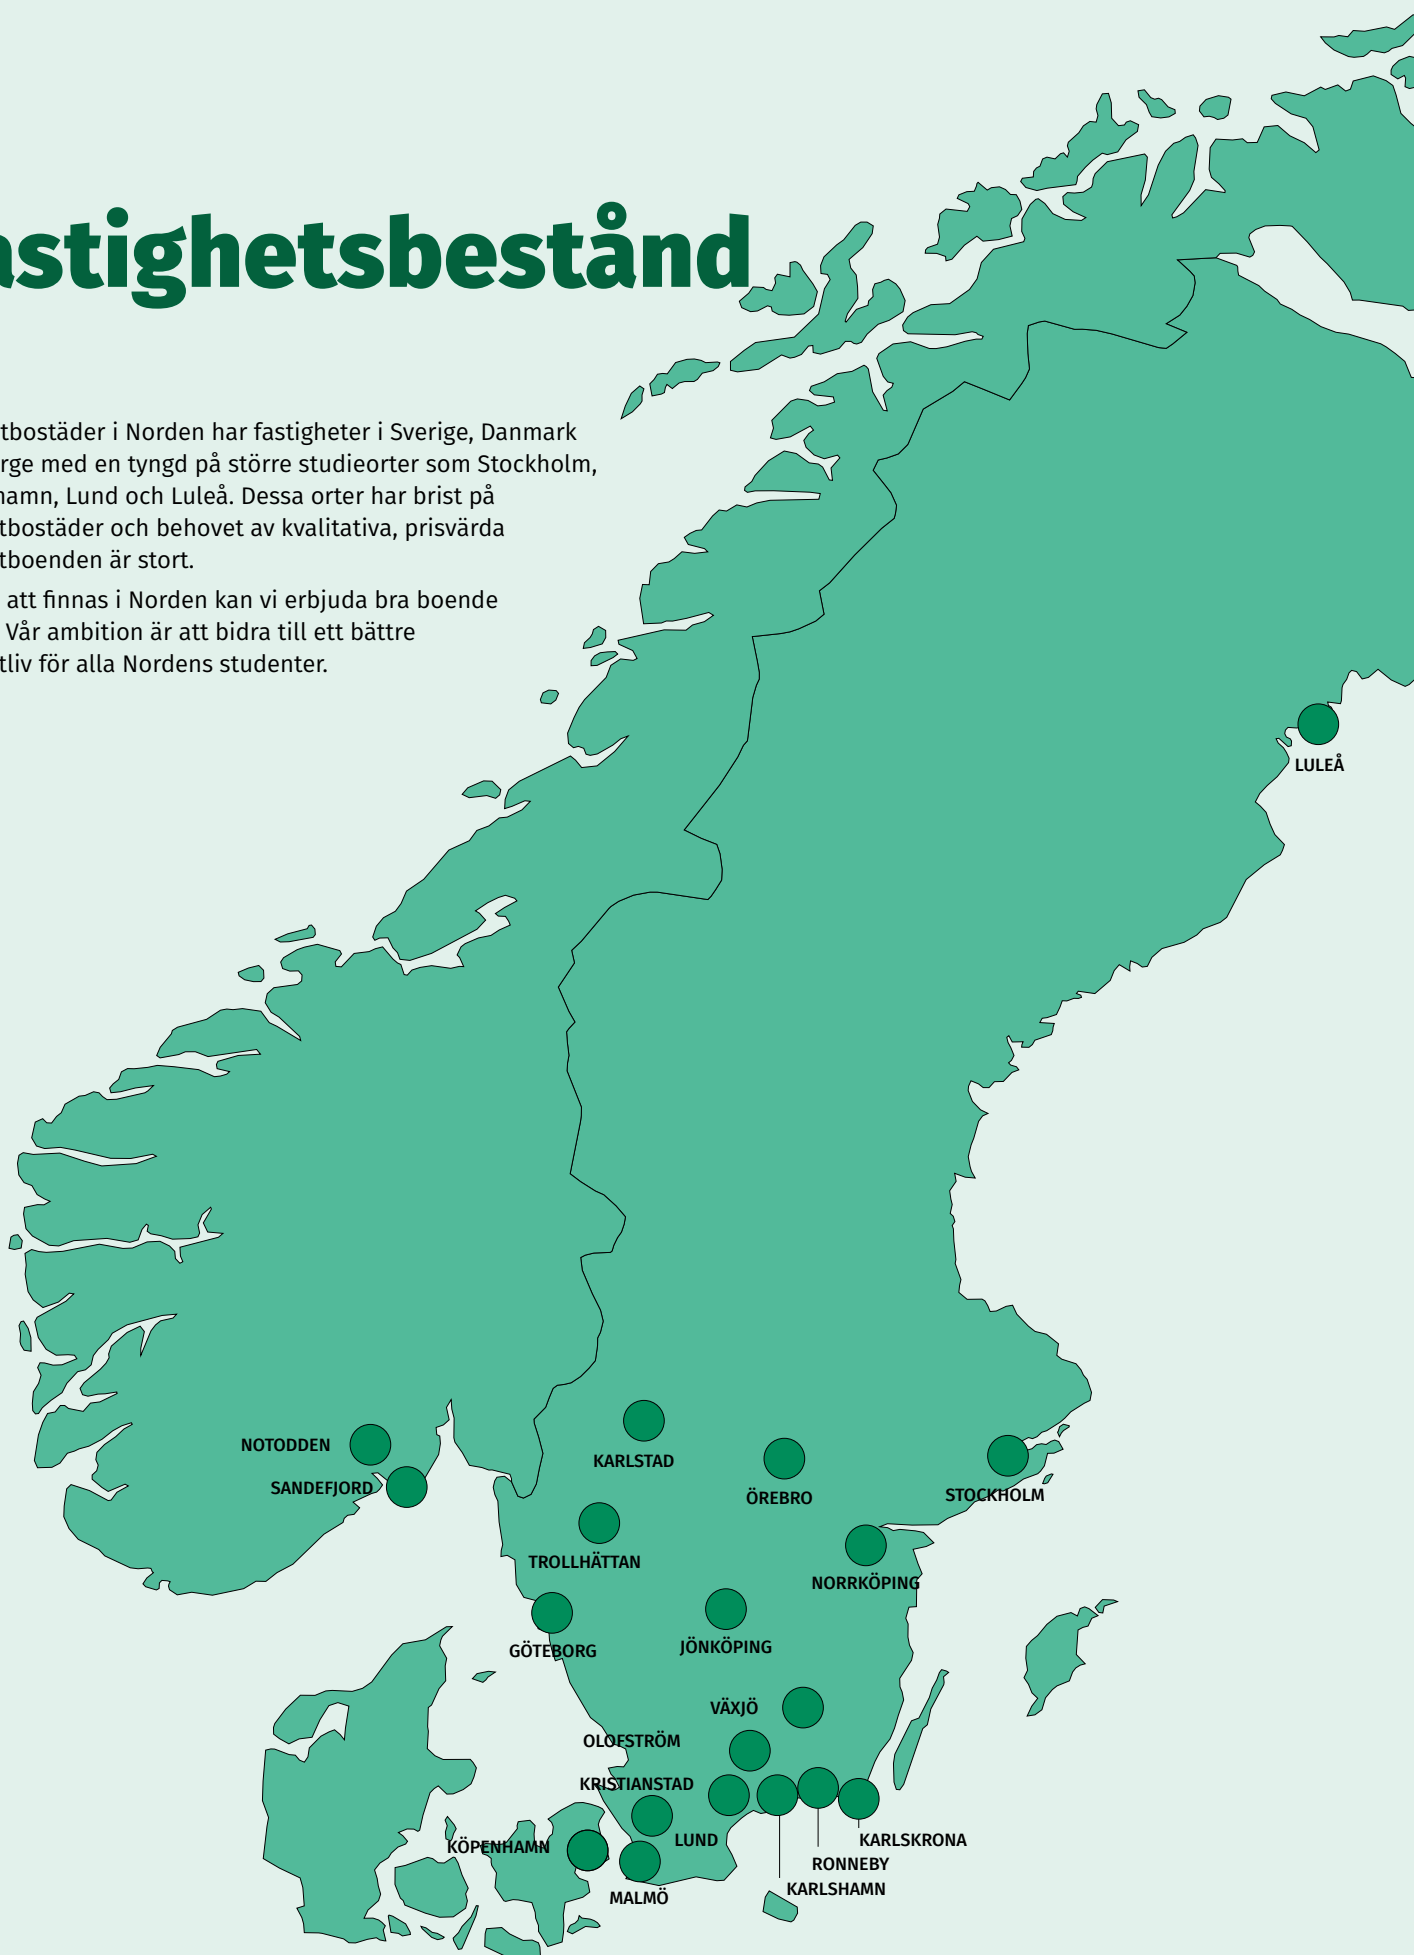 astighetsbestånd
tbostäder i Norden har fastigheter i Sverige, Danmark
rge med en tyngd på större studieorter som Stockholm,
hamn, Lund och Luleå. Dessa orter har brist på
tbostäder och behovet av kvalitativa, prisvärda
tboenden är stort.
att finnas i Norden kan vi erbjuda bra boende
Vår ambition är att bidra till ett bättre
tliv för alla Nordens studenter.
LULEÅ
NOTODDEN
KARLSTAD
SANDEFJORD
ÖREBRO
STOCKHOLM
TROLLHÄTTAN
NORRKÖPING
GÖTEBORG
JÖNKÖPING
VÄXJÖ
OLOFSTRÖM
KRISTIANSTAD
LUND
KARLSKRONA
KÖPENHAMN
RONNEBY
KARLSHAMN
MALMÖ